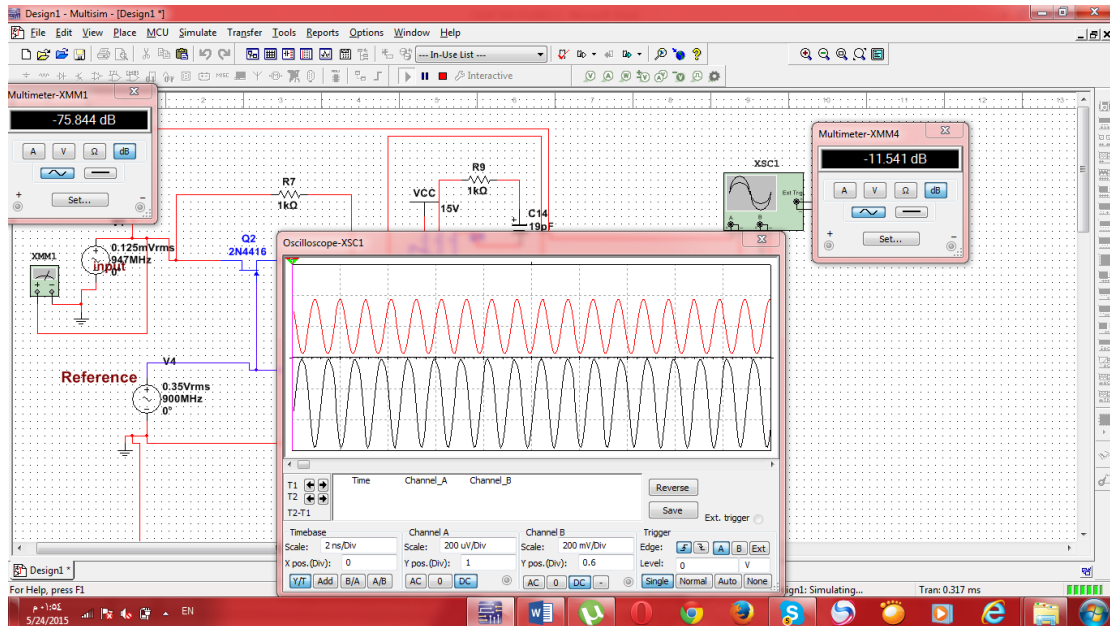 Design1 - Multisim - [Design1 *]
File Edit View Place MCU Simulate Transfer Tools Reports Options Window Help
--- In-Use List ---
Interactive
Multimeter-XMM1
-75.844 dB
A V Ω dB
+ Set... -
Multimeter-XMM4
-11.541 dB
A V Ω dB
+ Set... -
R7
1kΩ
VCC
15V
R9
1kΩ
C14
19pF
XSC1
Ext Trig
A B
Q2
2N4416
XMM1
0.125mVrms
947MHz
0°
input
V4
Reference
0.35Vrms
900MHz
0°
Oscilloscope-XSC1
Time Channel_A Channel_B
T1
T2
T2-T1
Reverse
Save
Ext. trigger
Timebase
Scale: 2 ns/Div
X pos.(Div): 0
Y/T Add B/A A/B
Channel A
Scale: 200 uV/Div
Y pos.(Div): 1
AC 0 DC
Channel B
Scale: 200 mV/Div
Y pos.(Div): 0.6
AC 0 DC -
Trigger
Edge: A B Ext
Level: 0 V
Single Normal Auto None
Design1 *
For Help, press F1
ign1: Simulating...
Tran: 0.317 ms
م ١٠:٥٤
5/24/2015
EN